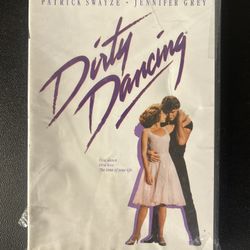 PATRICK SWAYZE · JENNIFER GREY
Dirty
Dancing
First dance.
First love.
The time of your life.